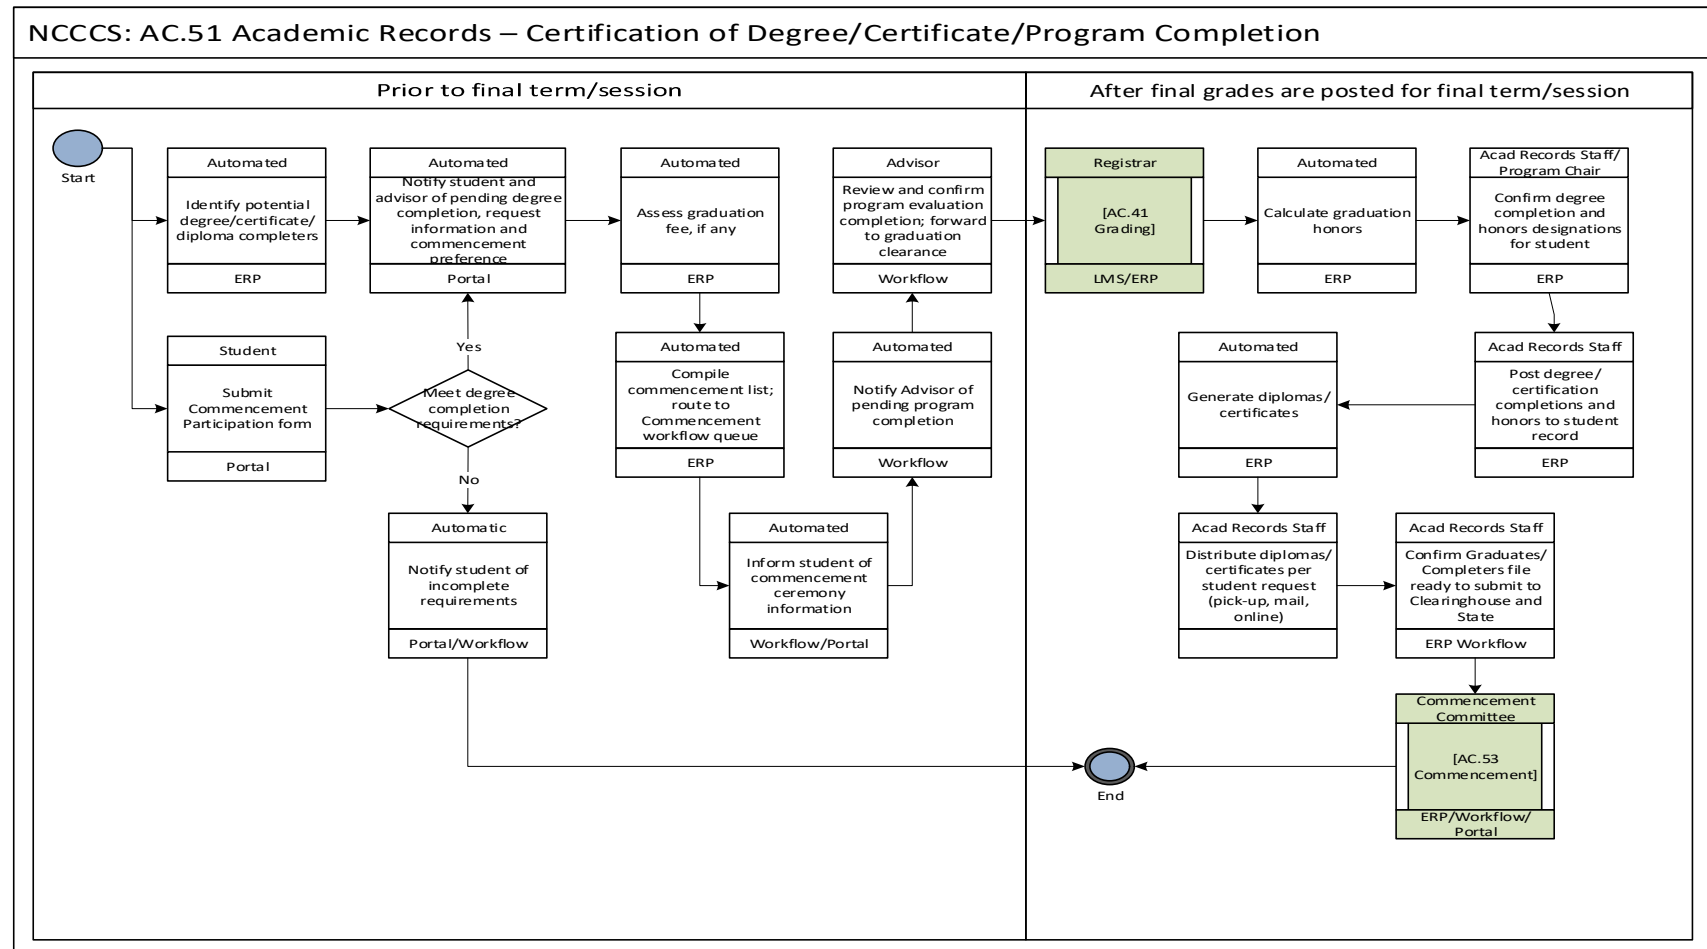 NCCCS: AC.51 Academic Records – Certification of Degree/Certificate/Program Completion
Prior to final term/session
After final grades are posted for final term/session
Start
Automated
Identify potential
degree/certificate/
diploma completers
ERP
Automated
Notify student and
advisor of pending degree
completion, request
information and
commencement
preference
Portal
Automated
Assess graduation
fee, if any
ERP
Advisor
Review and confirm
program evaluation
completion; forward
to graduation
clearance
Workflow
Registrar
[AC.41
Grading]
LMS/ERP
Automated
Calculate graduation
honors
ERP
Acad Records Staff/
Program Chair
Confirm degree
completion and
honors designations
for student
ERP
Student
Submit
Commencement
Participation form
Portal
Yes
Meet degree
completion
requirements?
No
Automated
Compile
commencement list;
route to
Commencement
workflow queue
ERP
Automated
Notify Advisor of
pending program
completion
Workflow
Automated
Generate diplomas/
certificates
ERP
Acad Records Staff
Post degree/
certification
completions and
honors to student
record
ERP
Automatic
Notify student of
incomplete
requirements
Portal/Workflow
Automated
Inform student of
commencement
ceremony
information
Workflow/Portal
Acad Records Staff
Distribute diplomas/
certificates per
student request
(pick-up, mail,
online)
Acad Records Staff
Confirm Graduates/
Completers file
ready to submit to
Clearinghouse and
State
ERP Workflow
Commencement
Committee
[AC.53
Commencement]
ERP/Workflow/
Portal
End